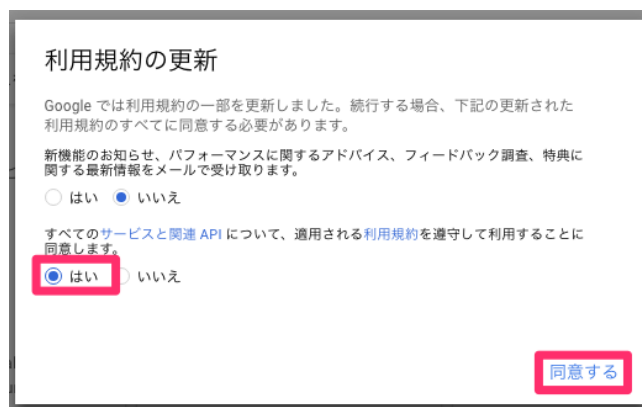 利用規約の更新
Google では利用規約の一部を更新しました。続行する場合、下記の更新された
利用規約のすべてに同意する必要があります。
新機能のお知らせ、パフォーマンスに関するアドバイス、フィードバック調査、特典に
関する最新情報をメールで受け取ります。
はい いいえ
すべてのサービスと関連 API について、適用される利用規約を遵守して利用することに
同意します。
はい いいえ
同意する